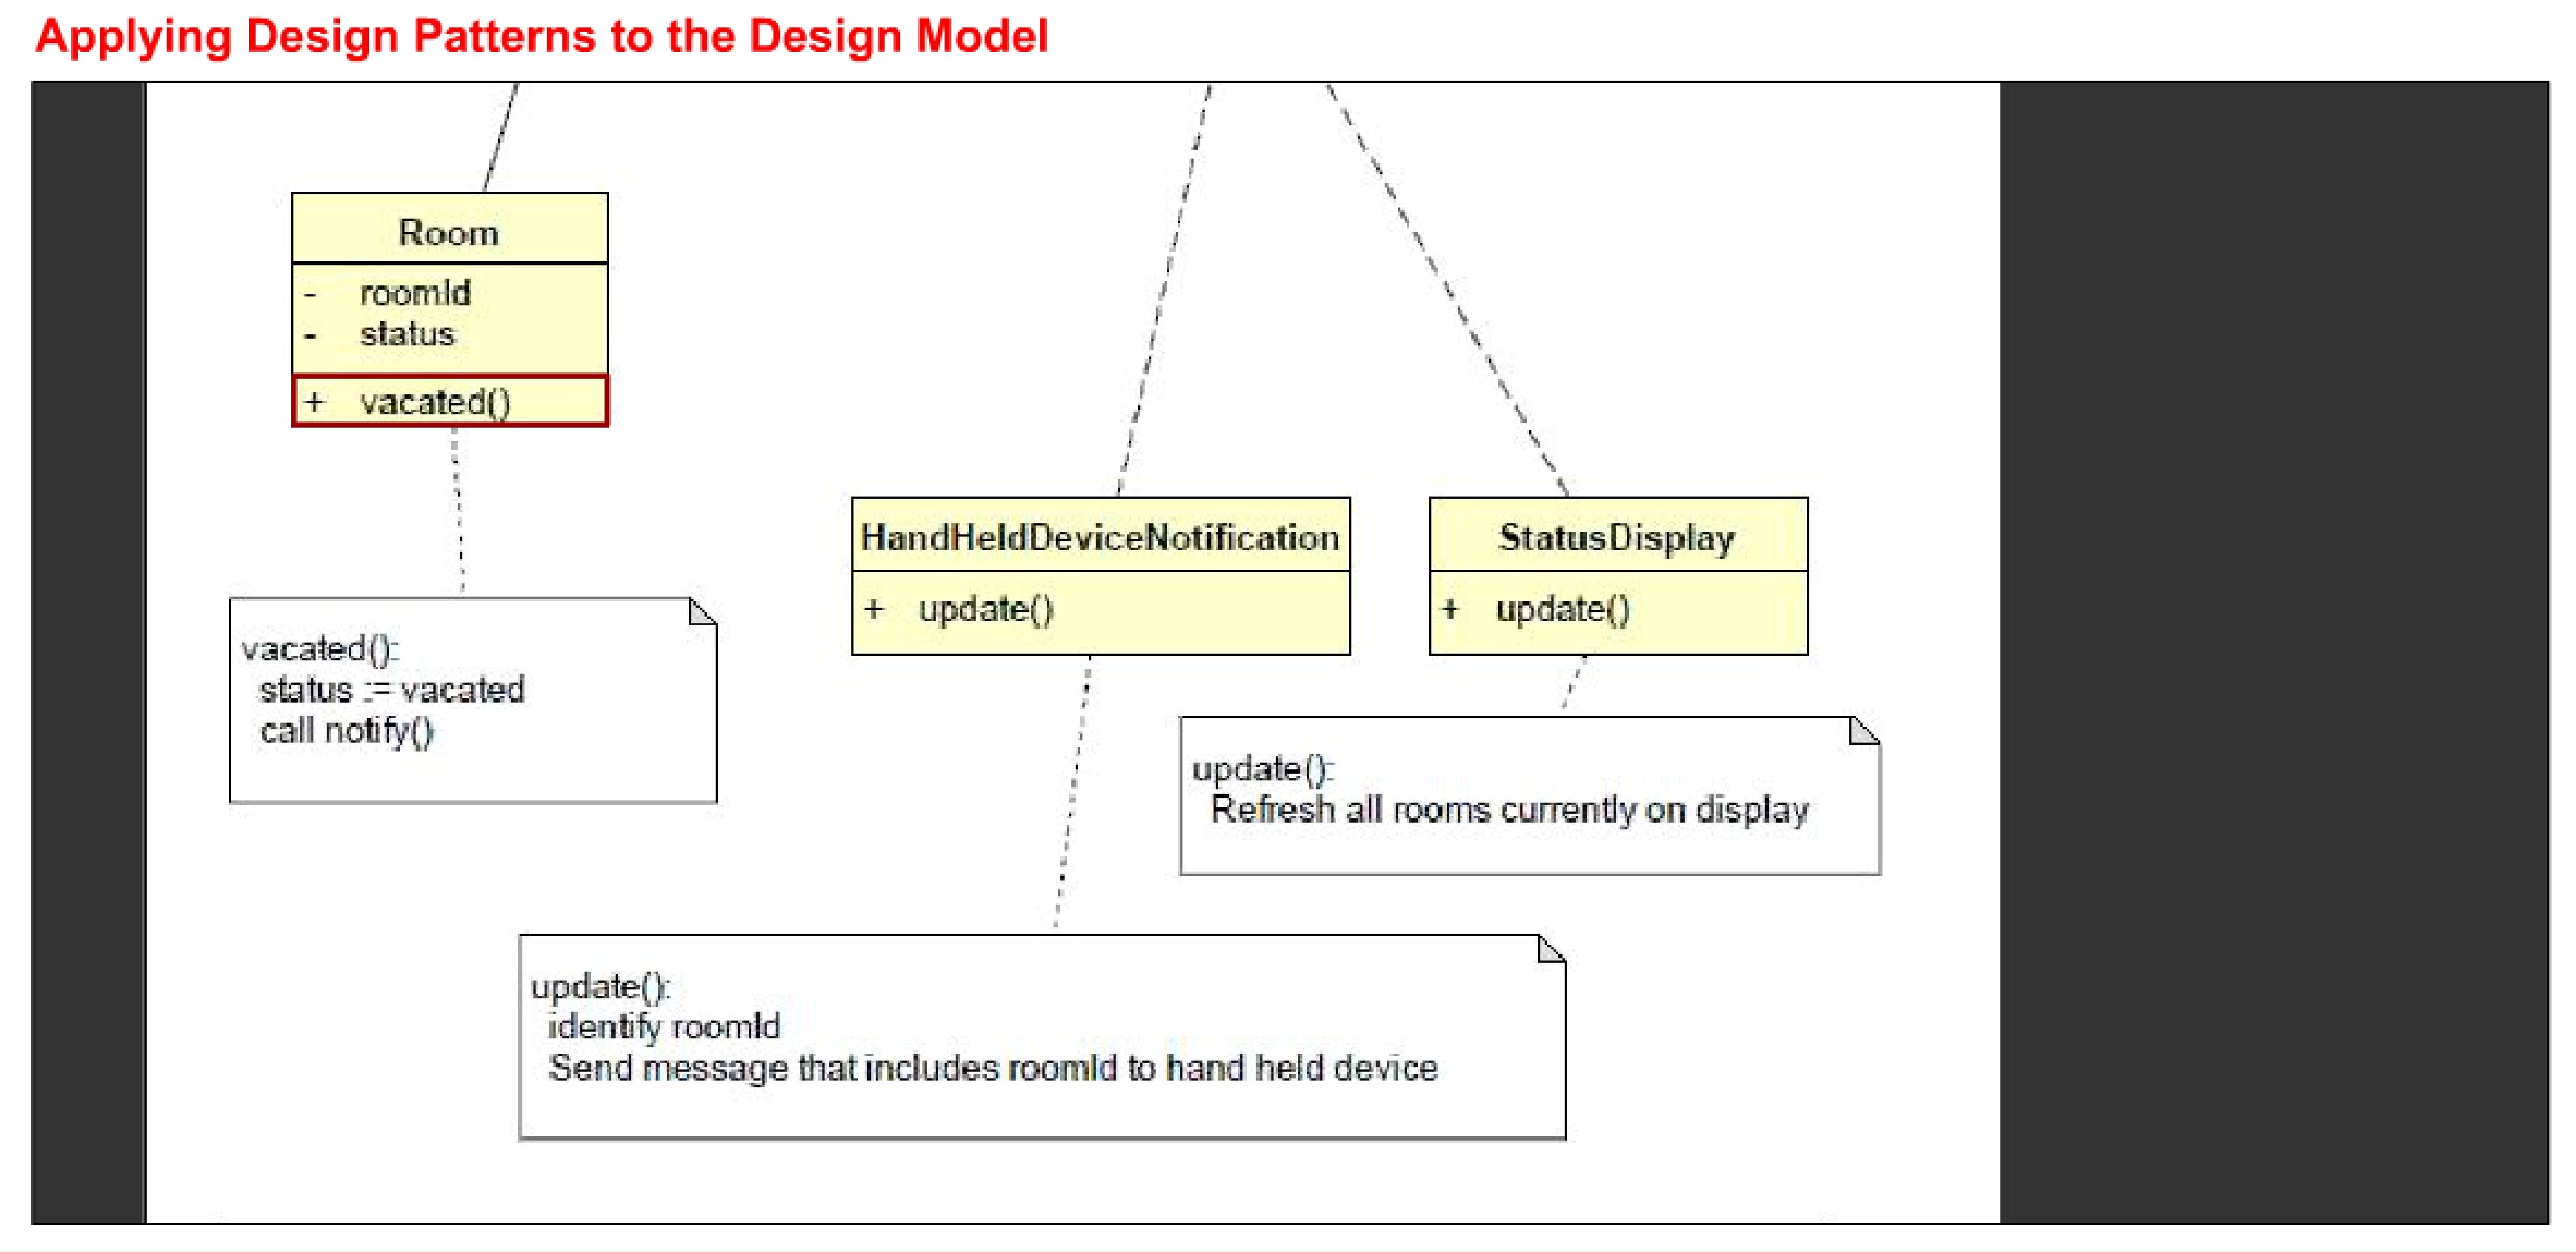 Applying Design Patterns to the Design Model
Room
- roomId
- status
+ vacated()
HandHeldDeviceNotification
+ update()
StatusDisplay
+ update()
vacated():
status := vacated
call notify()
update():
Refresh all rooms currently on display
update():
identify roomId
Send message that includes roomId to hand held device